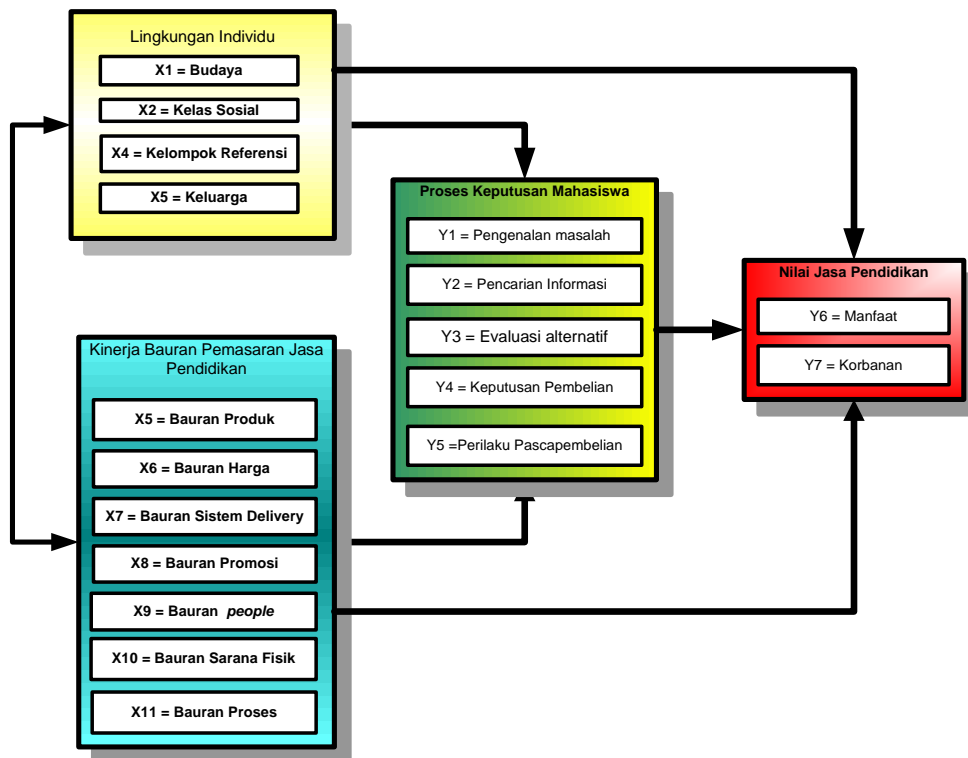 Lingkungan Individu
X1 = Budaya
X2 = Kelas Sosial
X4 = Kelompok Referensi
X5 = Keluarga
Kinerja Bauran Pemasaran Jasa
Pendidikan
X5 = Bauran Produk
X6 = Bauran Harga
X7 = Bauran Sistem Delivery
X8 = Bauran Promosi
X9 = Bauran people
X10 = Bauran Sarana Fisik
X11 = Bauran Proses
Proses Keputusan Mahasiswa
Y1 = Pengenalan masalah
Y2 = Pencarian Informasi
Y3 = Evaluasi alternatif
Y4 = Keputusan Pembelian
Y5 =Perilaku Pascapembelian
Nilai Jasa Pendidikan
Y6 = Manfaat
Y7 = Korbanan